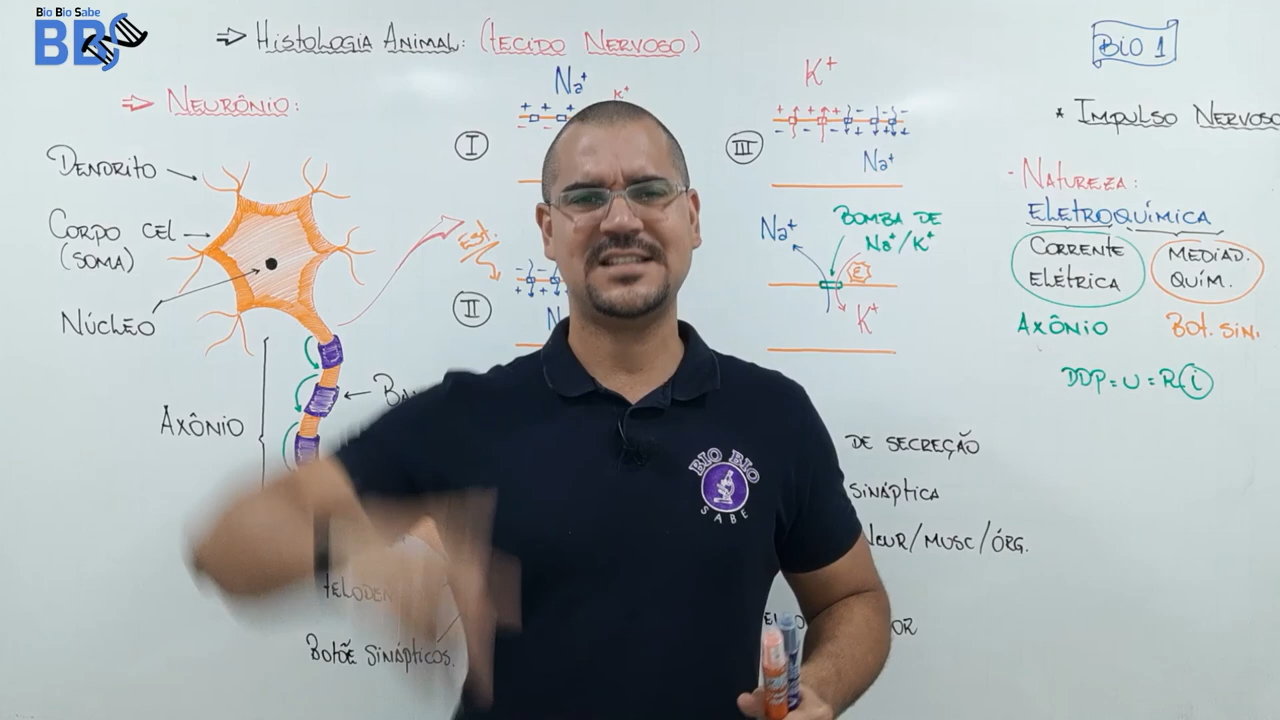 Bio Bio Sabe
BBS
⇒ Histologia Animal: (Tecido Nervoso)
BIO 1
⇒ Neurônio:
Dendrito
Corpo Cel
(Soma)
Núcleo
Axônio
Botõe Sinápticos.
Est.
I
Na+
K+
II
III
K+
Na+
Na+
Bomba de
Na+/K+
E
K+
* Impulso Nervoso
- Natureza:
Eletroquímica
Corrente
Elétrica
Mediad.
Quím.
Axônio
Bot. Sin.
DDP = U = R i
de secreção
sináptica
/musc/órg.
BIO BIO
SABE